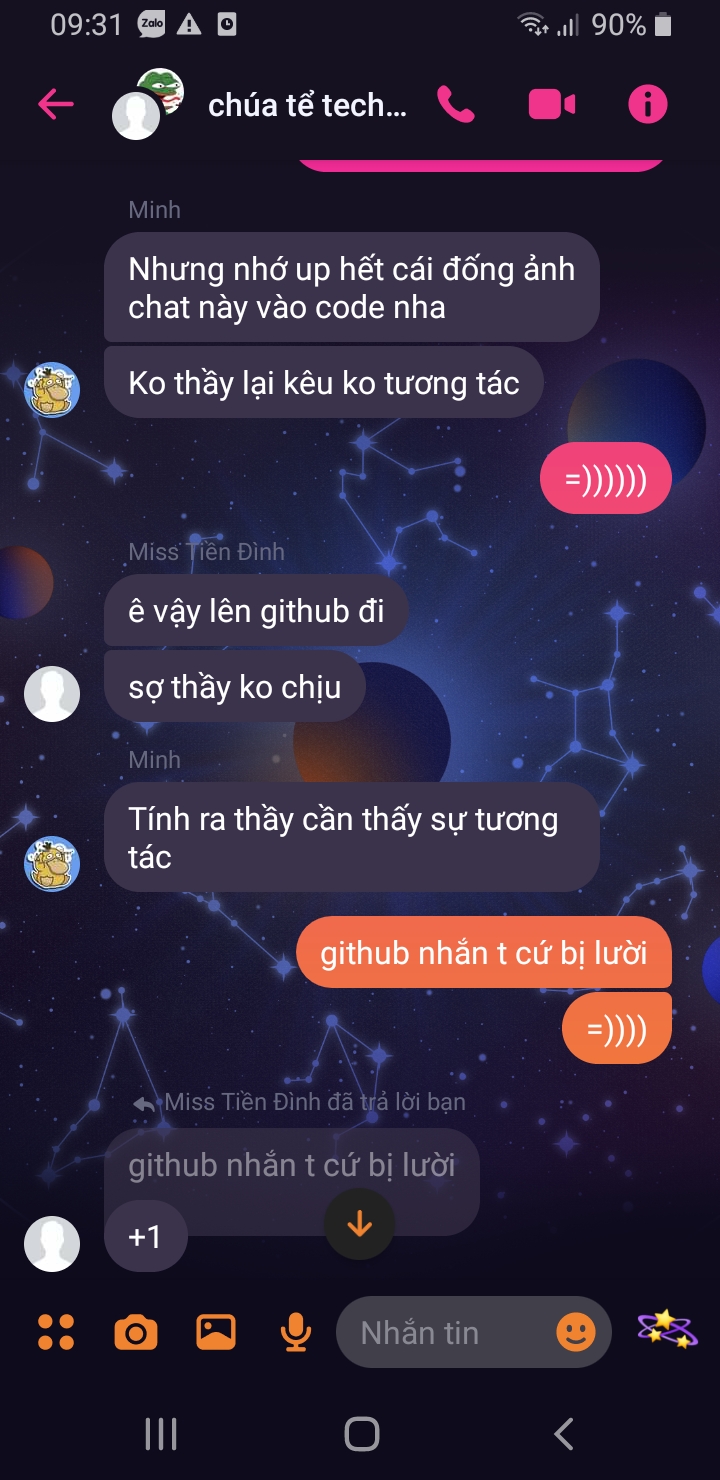 09:31
Zalo
90%
chúa tể tech...
Minh
Nhưng nhớ up hết cái đống ảnh
chat này vào code nha
Ko thầy lại kêu ko tương tác
=))))))
Miss Tiền Đình
ê vậy lên github đi
sợ thầy ko chịu
Minh
Tính ra thầy cần thấy sự tương
tác
github nhắn t cứ bị lười
=))))
Miss Tiền Đình đã trả lời bạn
github nhắn t cứ bị lười
+1
Nhắn tin